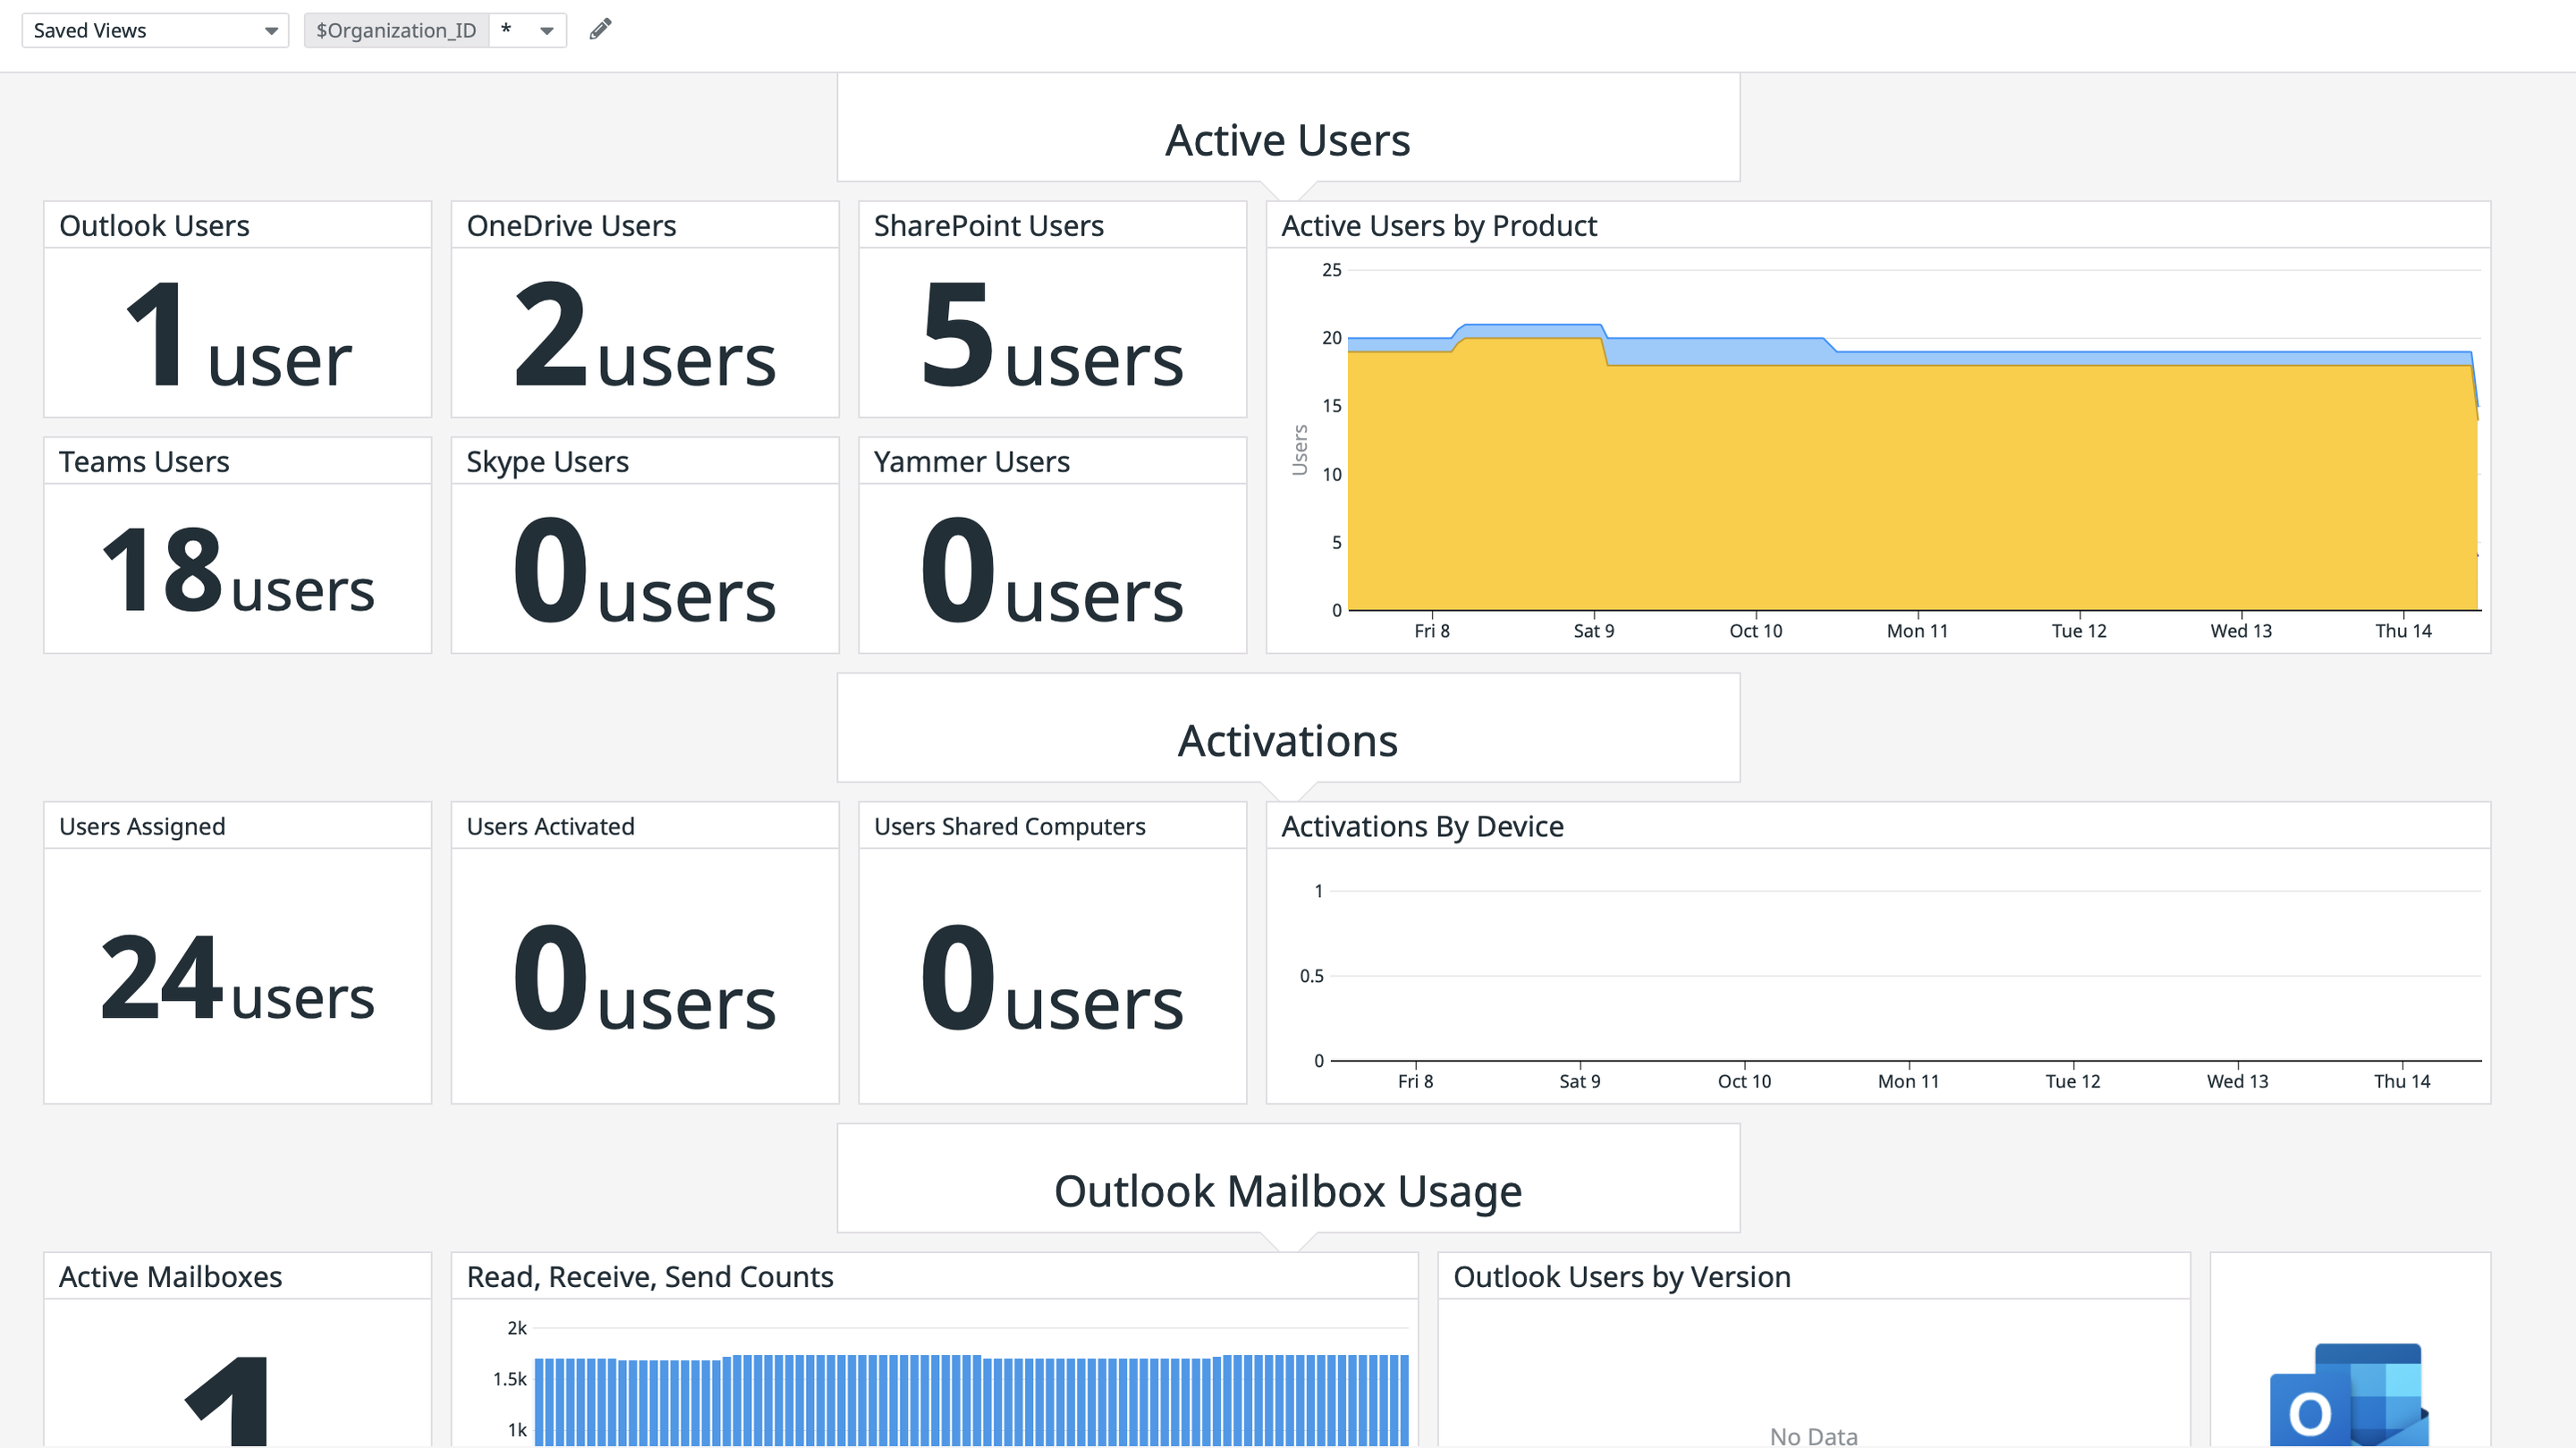 Saved Views
$Organization_ID *
Active Users
Outlook Users
1 user
OneDrive Users
2 users
SharePoint Users
5 users
Active Users by Product
25
20
15
10
5
0
Users
Fri 8 Sat 9 Oct 10 Mon 11 Tue 12 Wed 13 Thu 14
Teams Users
18 users
Skype Users
0 users
Yammer Users
0 users
Activations
Users Assigned
24 users
Users Activated
0 users
Users Shared Computers
0 users
Activations By Device
1
0.5
0
Fri 8 Sat 9 Oct 10 Mon 11 Tue 12 Wed 13 Thu 14
Outlook Mailbox Usage
Active Mailboxes
1
Read, Receive, Send Counts
2k
1.5k
1k
Outlook Users by Version
No Data
O